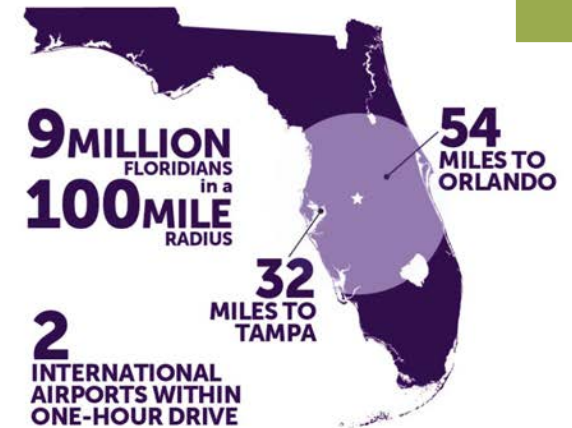 9 MILLION
FLORIDIANS
in a
100 MILE
RADIUS
54
MILES TO
ORLANDO
32
MILES TO
TAMPA
2
INTERNATIONAL
AIRPORTS WITHIN
ONE-HOUR DRIVE